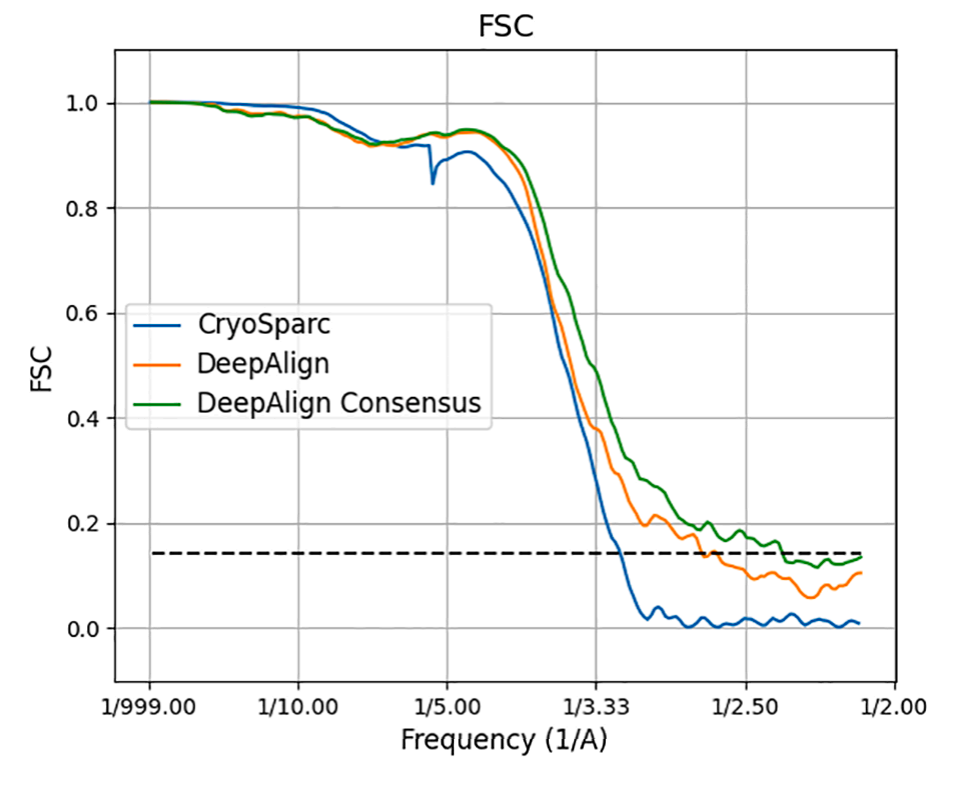 FSC
1.0
0.8
0.6
0.4
0.2
0.0
FSC
CryoSparc
DeepAlign
DeepAlign Consensus
1/999.00 1/10.00 1/5.00 1/3.33 1/2.50 1/2.00
Frequency (1/A)